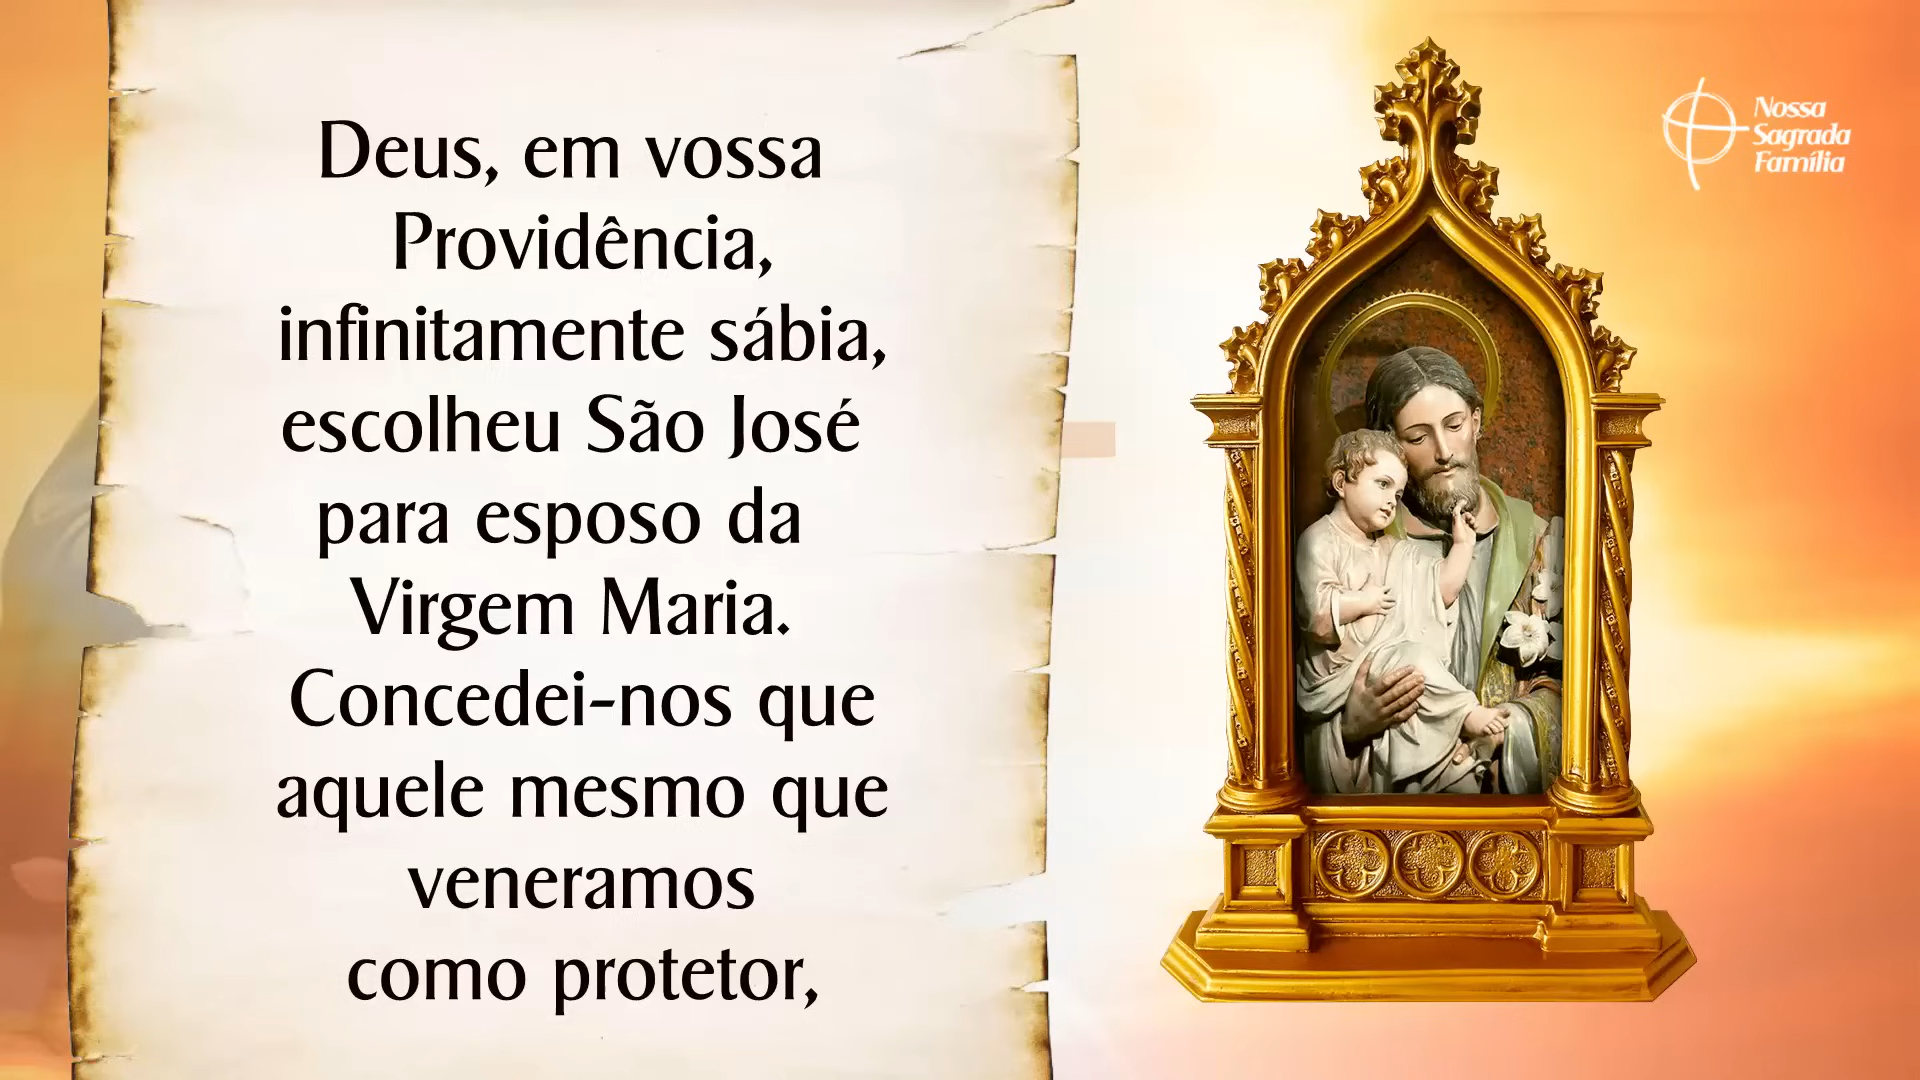 Deus, em vossa
Providência,
infinitamente sábia,
escolheu São José
para esposo da
Virgem Maria.
Concedei-nos que
aquele mesmo que
veneramos
como protetor,
Nossa
Sagrada
Família